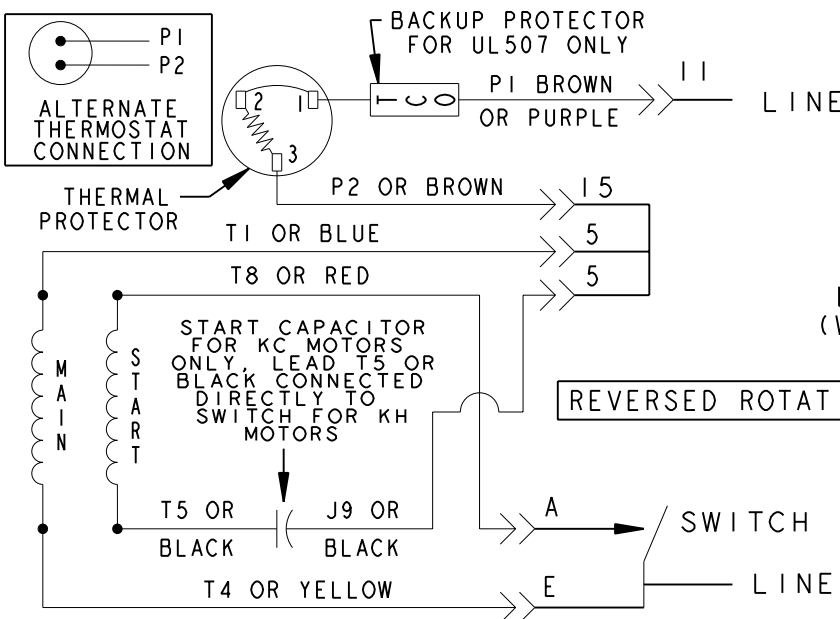 BACKUP PROTECTOR
FOR UL507 ONLY
P1
P2
ALTERNATE
THERMOSTAT
CONNECTION
2
1
3
TCO
P1 BROWN
OR PURPLE
11
LINE
THERMAL
PROTECTOR
P2 OR BROWN
15
T1 OR BLUE
5
T8 OR RED
5
START CAPACITOR
FOR KC MOTORS
ONLY, LEAD T5 OR
BLACK CONNECTED
DIRECTLY TO
SWITCH FOR KH
MOTORS
MAIN
START
REVERSED ROTAT
T5 OR
BLACK
J9 OR
BLACK
A
SWITCH
T4 OR YELLOW
E
LINE